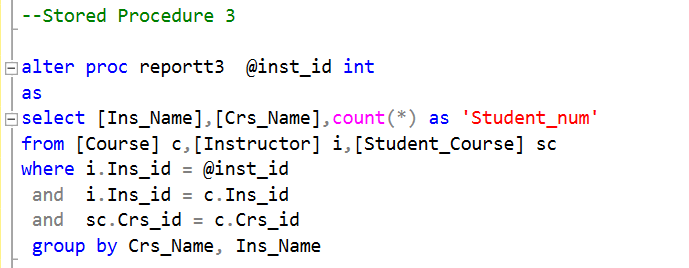 --Stored Procedure 3
alter proc reportt3  @inst_id int
as
select [Ins_Name],[Crs_Name],count(*) as 'Student_num'
from [Course] c,[Instructor] i,[Student_Course] sc
where i.Ins_id = @inst_id
 and  i.Ins_id = c.Ins_id
 and  sc.Crs_id = c.Crs_id
 group by Crs_Name, Ins_Name